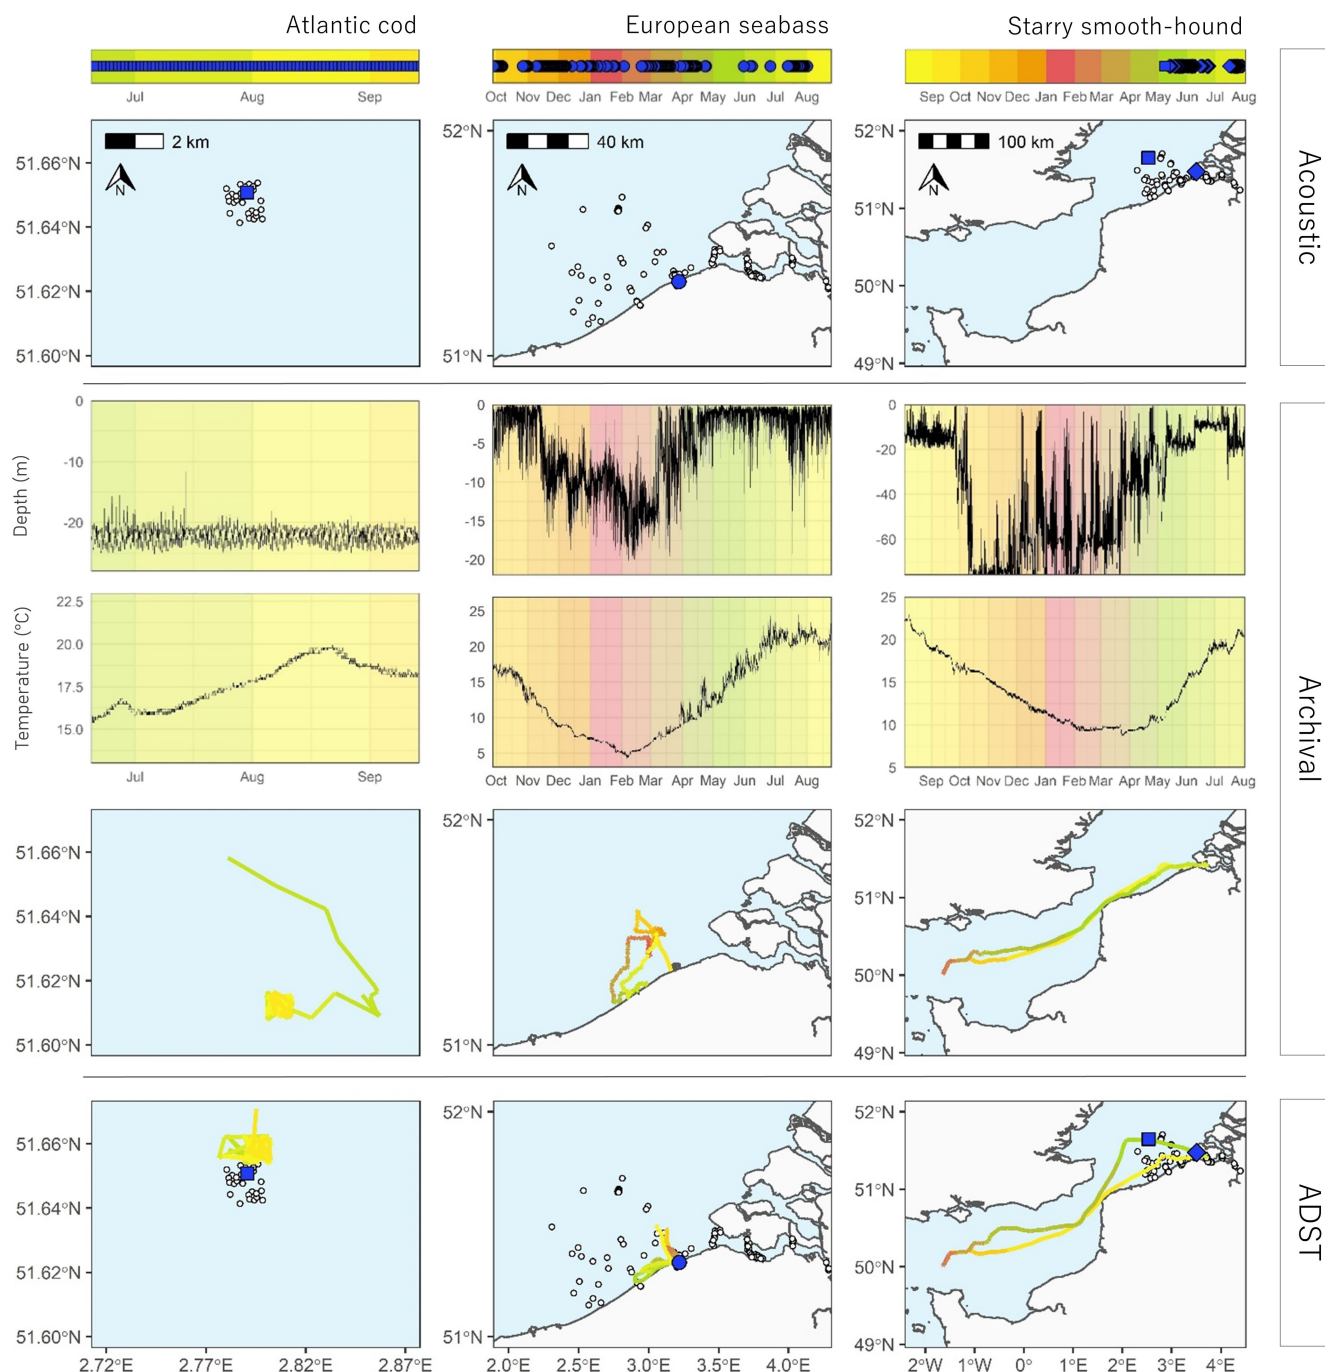 Atlantic cod European seabass Starry smooth-hound
Jul Aug Sep
Oct Nov Dec Jan Feb Mar Apr May Jun Jul Aug
Sep Oct Nov Dec Jan Feb Mar Apr May Jun Jul Aug
Acoustic
51.66°N
51.64°N
51.62°N
51.60°N
2 km
N
52°N
51°N
40 km
N
52°N
51°N
50°N
49°N
100 km
N
Archival
Depth (m)
0
-10
-20
0
-5
-10
-15
-20
0
-20
-40
-60
Temperature (°C)
22.5
20.0
17.5
15.0
Jul Aug Sep
25
20
15
10
5
Oct Nov Dec Jan Feb Mar Apr May Jun Jul Aug
25
20
15
10
5
Sep Oct Nov Dec Jan Feb Mar Apr May Jun Jul Aug
51.66°N
51.64°N
51.62°N
51.60°N
52°N
51°N
52°N
51°N
50°N
49°N
ADST
51.66°N
51.64°N
51.62°N
51.60°N
2.72°E 2.77°E 2.82°E 2.87°E
52°N
51°N
2.0°E 2.5°E 3.0°E 3.5°E 4.0°E
52°N
51°N
50°N
49°N
2°W 1°W 0° 1°E 2°E 3°E 4°E